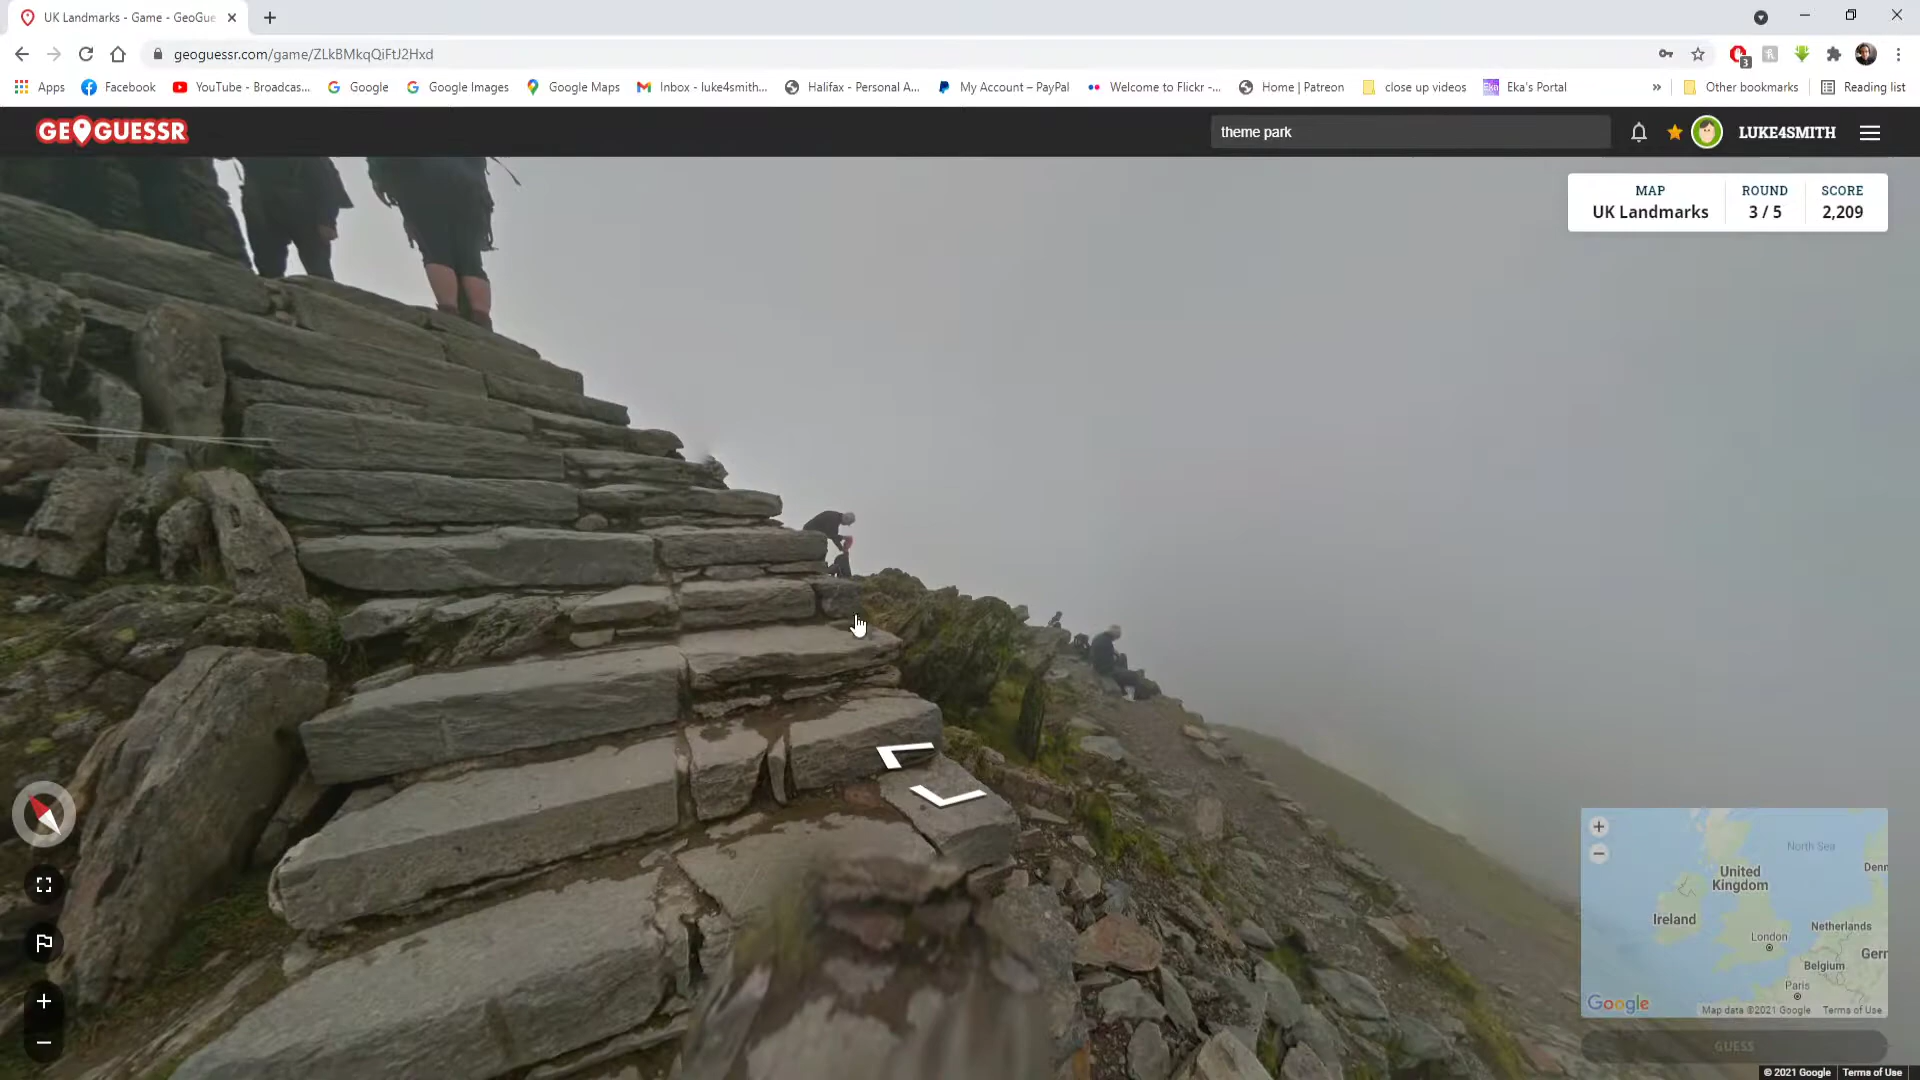 UK Landmarks - Game - GeoGue
geoguessr.com/game/ZLkBMkqQiFtJ2Hxd
3
Apps Facebook YouTube - Broadcas... Google Google Images Google Maps Inbox - luke4smith... Halifax - Personal A... My Account – PayPal Welcome to Flickr -... Home | Patreon close up videos Eka's Portal » Other bookmarks Reading list
GEOGUESSR
theme park
LUKE4SMITH
MAP ROUND SCORE
UK Landmarks 3 / 5 2,209
North Sea
United
Kingdom
Denn
Ireland
Netherlands
London
Gern
Belgium
Paris
Google
Map data ©2021 Google Terms of Use
GUESS
© 2021 Google Terms of Use